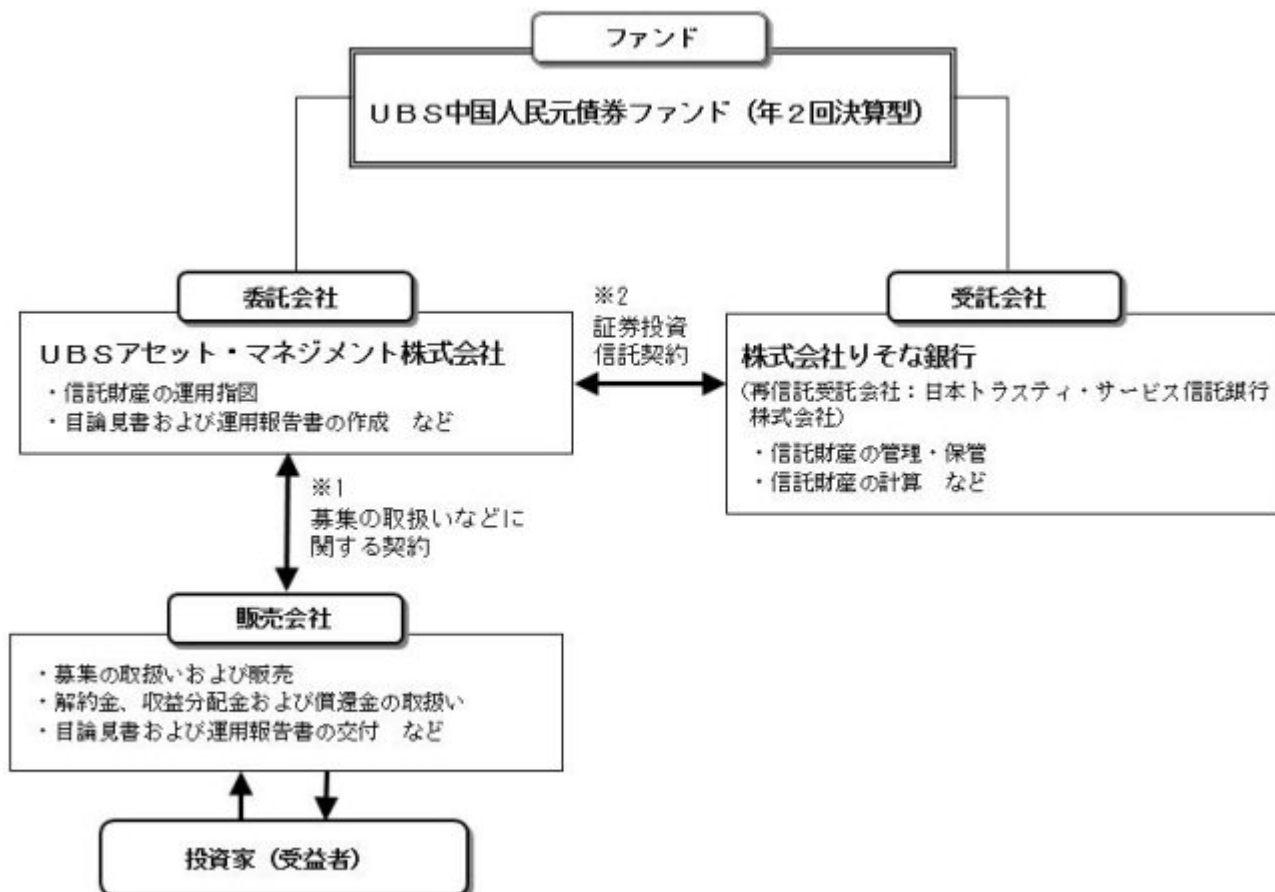 ファンド
UBS中国人民元債券ファンド(年2回決算型)
委託会社
UBSアセット・マネジメント株式会社
・信託財産の運用指図
・目論見書および運用報告書の作成 など
※2
証券投資
信託契約
受託会社
株式会社りそな銀行
(再信託受託会社:日本トラスティ・サービス信託銀行
株式会社)
・信託財産の管理・保管
・信託財産の計算 など
※1
募集の取扱いなどに
関する契約
販売会社
・募集の取扱いおよび販売
・解約金、収益分配金および償還金の取扱い
・目論見書および運用報告書の交付 など
投資家(受益者)